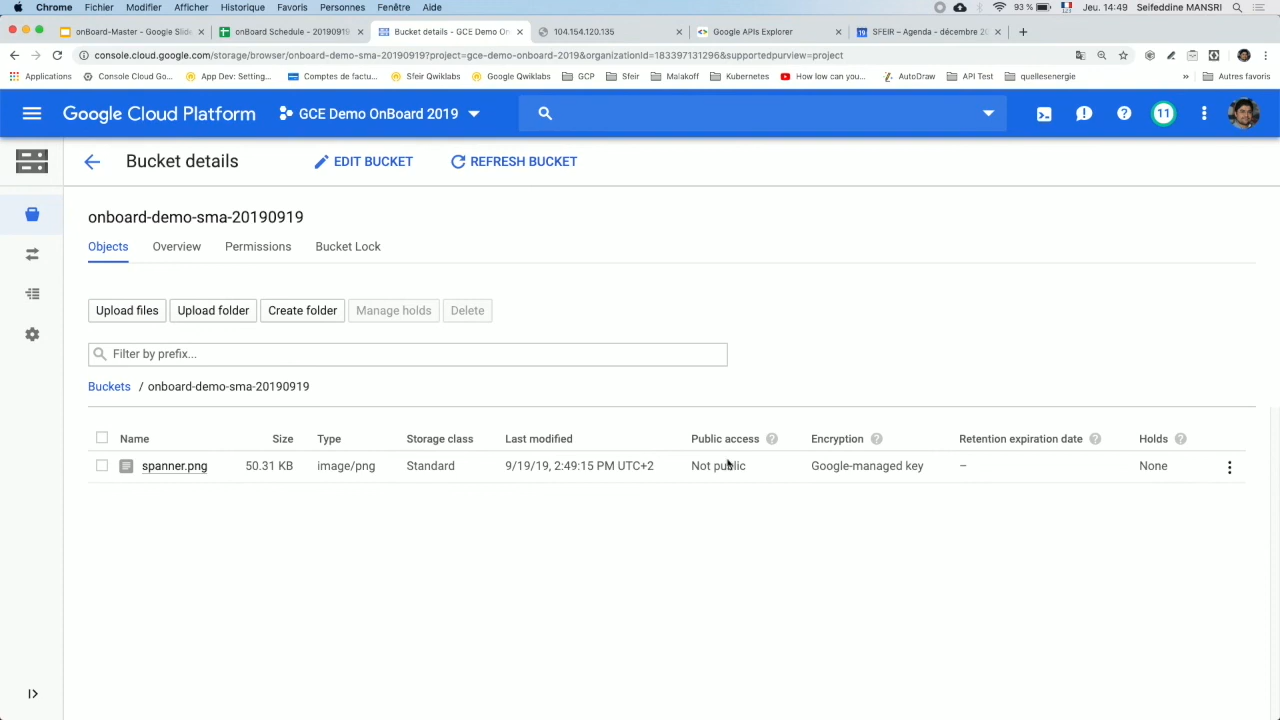 Chrome Fichier Modifier Afficher Historique Favoris Personnes Fenêtre Aide 93 % Jeu. 14:49 Seifeddine MANSRI
onBoard-Master - Google Slide onBoard Schedule - 20190919 Bucket details - GCE Demo On 104.154.120.135 Google APIs Explorer SFEIR – Agenda - décembre 20
console.cloud.google.com/storage/browser/onboard-demo-sma-20190919?project=gce-demo-onboard-2019&organizationId=183397131296&supportedpurview=project
Applications Console Cloud Go... App Dev: Setting... Comptes de factu... Sfeir Qwiklabs Google Qwiklabs GCP Sfeir Malakoff Kubernetes How low can you... AutoDraw API Test quellesenergie » Autres favoris
Google Cloud Platform GCE Demo OnBoard 2019 11
Bucket details EDIT BUCKET REFRESH BUCKET
onboard-demo-sma-20190919
Objects Overview Permissions Bucket Lock
Upload files Upload folder Create folder Manage holds Delete
Filter by prefix...
Buckets / onboard-demo-sma-20190919
Name Size Type Storage class Last modified Public access Encryption Retention expiration date Holds
spanner.png 50.31 KB image/png Standard 9/19/19, 2:49:15 PM UTC+2 Not public Google-managed key – None